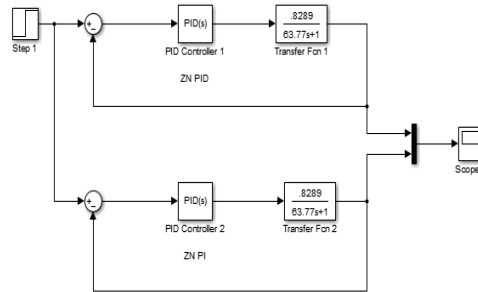 Step 1
+
−
PID(s)
PID Controller 1
.8289
63.77s+1
Transfer Fcn 1
ZN PID
Scope
+
−
PID(s)
PID Controller 2
.8289
63.77s+1
Transfer Fcn 2
ZN PI